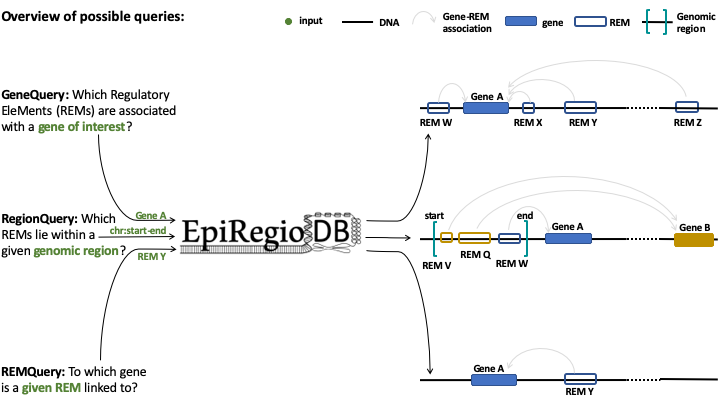 Overview of possible queries:
input
DNA
Gene-REM
association
gene
REM
Genomic
region
GeneQuery: Which Regulatory
EleMents (REMs) are associated
with a gene of interest?
Gene A
REM W
REM X
REM Y
REM Z
RegionQuery: Which
REMs lie within a
given genomic region?
Gene A
chr:start-end
REM Y
EpiRegioDB
start
end
Gene A
Gene B
REM V
REM Q
REM W
REMQuery: To which gene
is a given REM linked to?
Gene A
REM Y